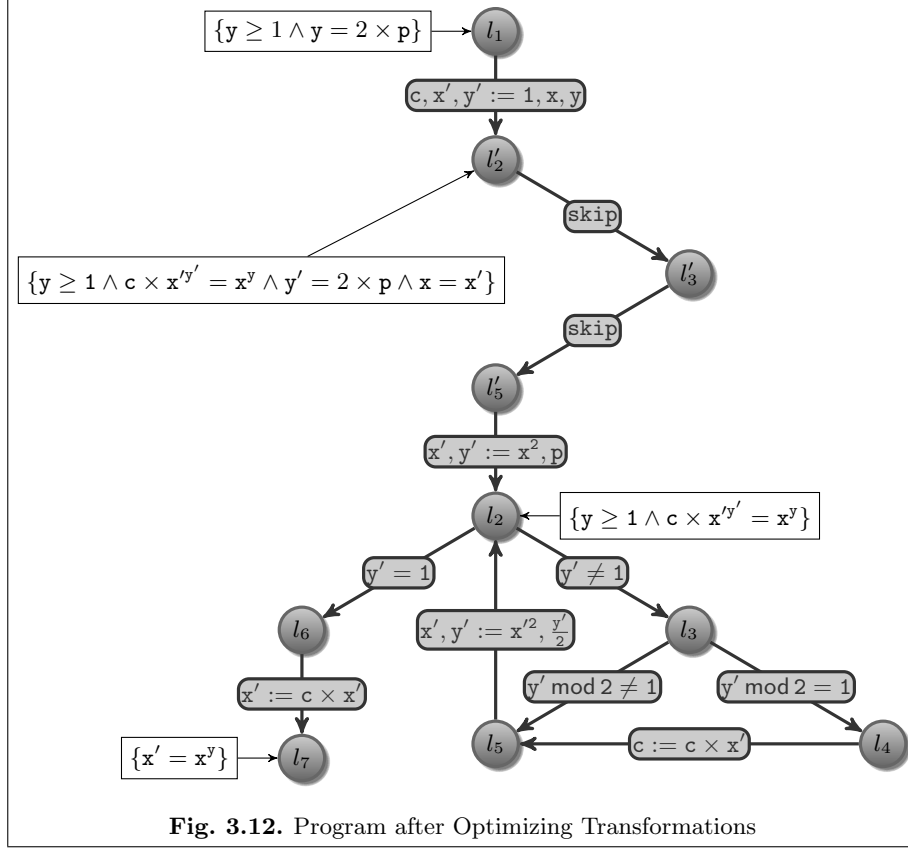 {y ≥ 1 ∧ y = 2 × p}
l₁
c, x′, y′ := 1, x, y
l′₂
skip
{y ≥ 1 ∧ c × x′^y′ = x^y ∧ y′ = 2 × p ∧ x = x′}
l′₃
skip
l′₅
x′, y′ := x², p
l₂
{y ≥ 1 ∧ c × x′^y′ = x^y}
y′ = 1
y′ ≠ 1
l₆
x′, y′ := x′², y′/2
l₃
x′ := c × x′
y′ mod 2 ≠ 1
y′ mod 2 = 1
{x′ = x^y}
l₇
l₅
c := c × x′
l₄
Fig. 3.12. Program after Optimizing Transformations